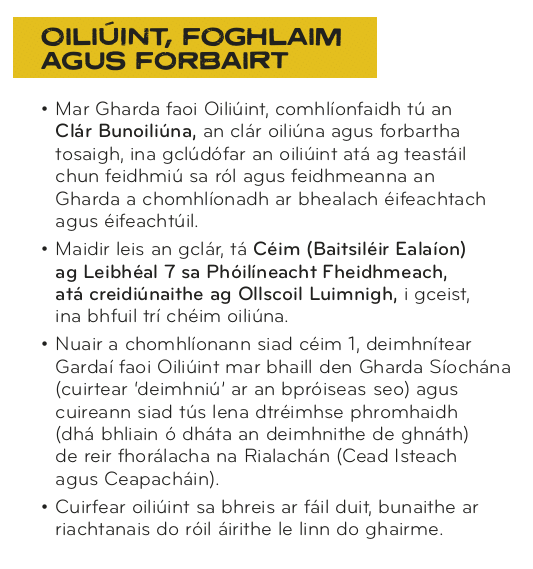 OILIÚINT, FOGHLAIM
AGUS FORBAIRT
• Mar Gharda faoi Oiliúint, comhlíonfaidh tú an
Clár Bunoiliúna, an clár oiliúna agus forbartha
tosaigh, ina gclúdófar an oiliúint atá ag teastáil
chun feidhmiú sa ról agus feidhmeanna an
Gharda a chomhlíonadh ar bhealach éifeachtach
agus éifeachtúil.
• Maidir leis an gclár, tá Céim (Baitsiléir Ealaíon)
ag Leibhéal 7 sa Phóilíneacht Fheidhmeach,
atá creidiúnaithe ag Ollscoil Luimnigh, i gceist,
ina bhfuil trí chéim oiliúna.
• Nuair a chomhlíonann siad céim 1, deimhnítear
Gardaí faoi Oiliúint mar bhaill den Gharda Síochána
(cuirtear ‘deimhniú’ ar an bpróiseas seo) agus
cuireann siad tús lena dtréimhse phromhaidh
(dhá bhliain ó dháta an deimhnithe de ghnáth)
de reir fhorálacha na Rialachán (Cead Isteach
agus Ceapacháin).
• Cuirfear oiliúint sa bhreis ar fáil duit, bunaithe ar
riachtanais do róil áirithe le linn do ghairme.